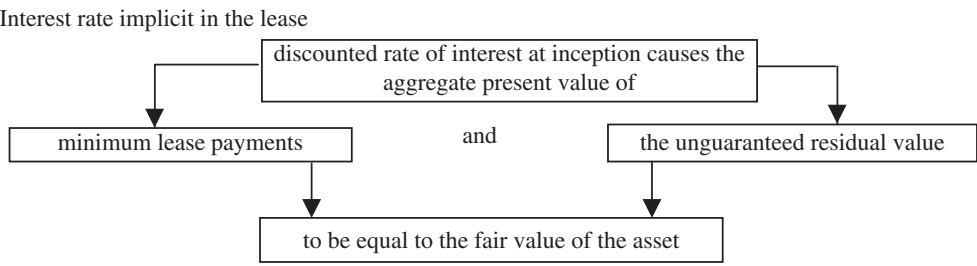 Interest rate implicit in the lease
discounted rate of interest at inception causes the
aggregate present value of
minimum lease payments
and
the unguaranteed residual value
to be equal to the fair value of the asset